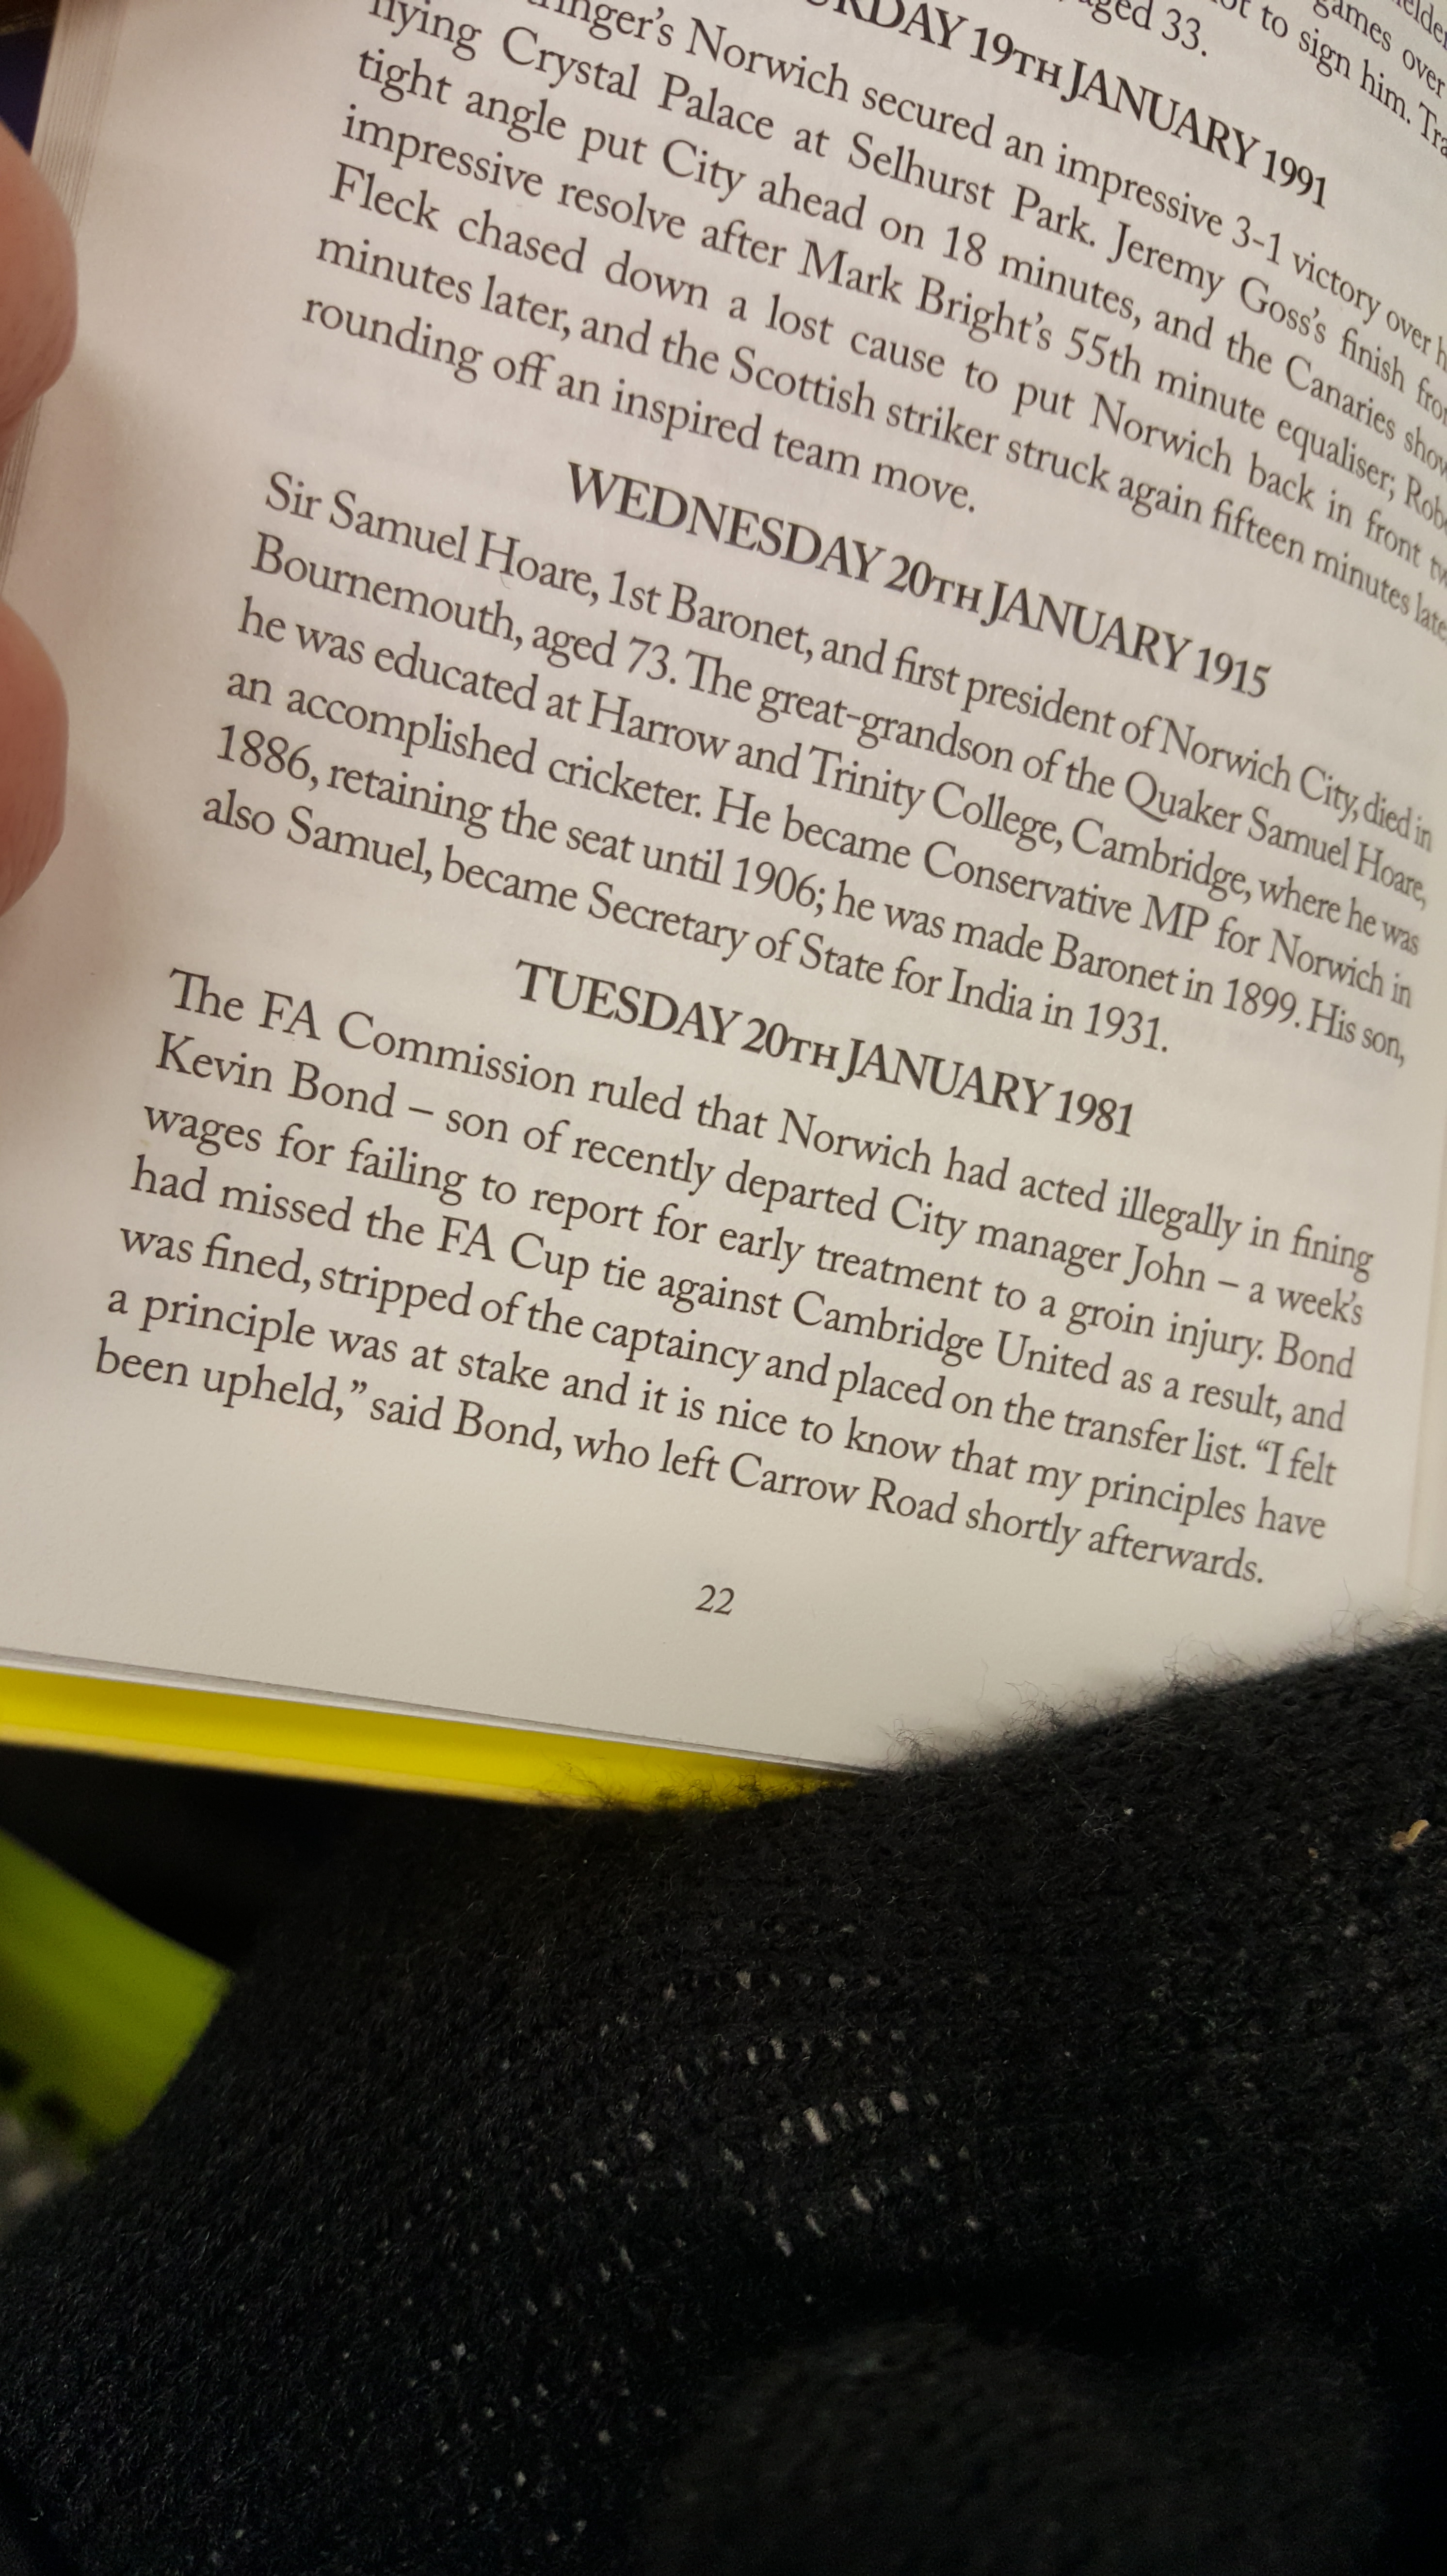 games over
aged 33.
to sign him.
19TH JANUARY 1991
Norwich secured an impressive 3-1 victory over
flying Crystal Palace at Selhurst Park. Jeremy Goss's finish
tight angle put City ahead on 18 minutes, and the Canaries
impressive resolve after Mark Bright's 55th minute equaliser;
Fleck chased down a lost cause to put Norwich back in front
minutes later, and the Scottish striker struck again fifteen minutes
rounding off an inspired team move.
WEDNESDAY 20TH JANUARY 1915
Sir Samuel Hoare, 1st Baronet, and first president of Norwich City, died in
Bournemouth, aged 73. The great-grandson of the Quaker Samuel Hoare,
he was educated at Harrow and Trinity College, Cambridge, where he was
an accomplished cricketer. He became Conservative MP for Norwich in
1886, retaining the seat until 1906; he was made Baronet in 1899. His son,
also Samuel, became Secretary of State for India in 1931.
TUESDAY 20TH JANUARY 1981
The FA Commission ruled that Norwich had acted illegally in fining
Kevin Bond – son of recently departed City manager John – a week's
wages for failing to report for early treatment to a groin injury. Bond
had missed the FA Cup tie against Cambridge United as a result, and
was fined, stripped of the captaincy and placed on the transfer list. “I felt
a principle was at stake and it is nice to know that my principles have
been upheld,” said Bond, who left Carrow Road shortly afterwards.
22